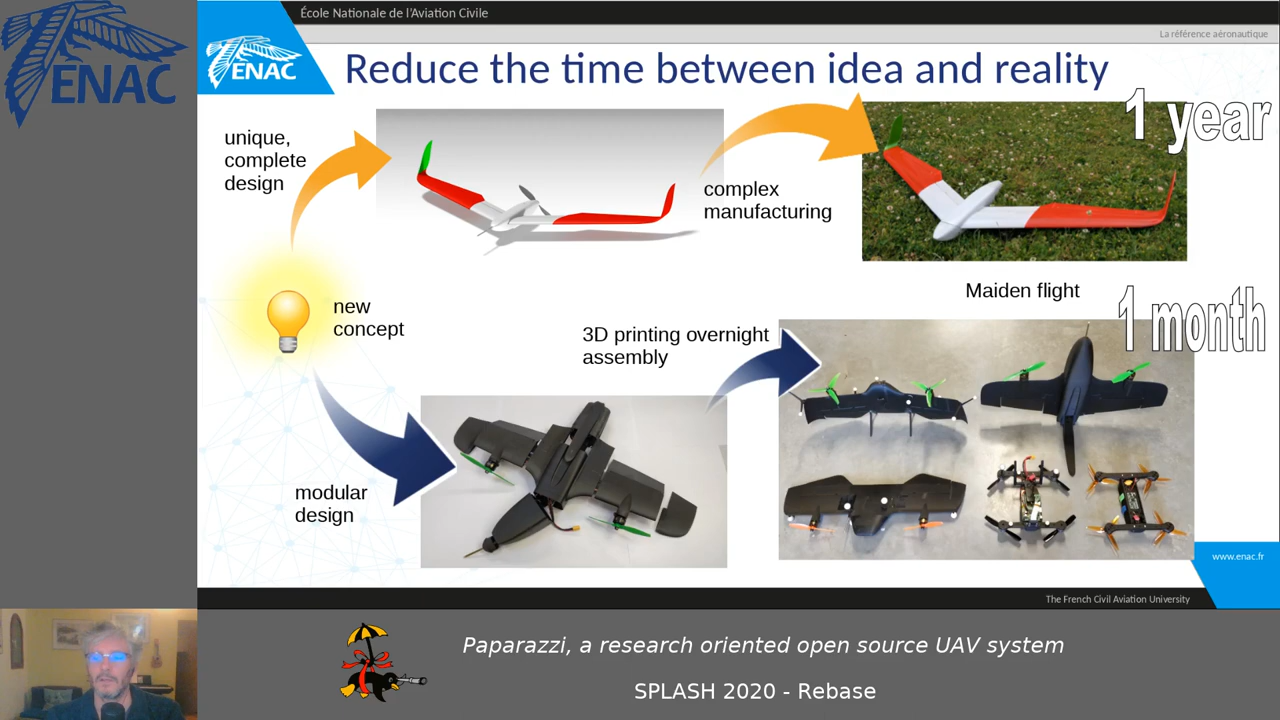 ENAC
École Nationale de l'Aviation Civile
La référence aéronautique
ENAC
Reduce the time between idea and reality
1 year
unique,
complete
design
complex
manufacturing
Maiden flight
1 month
new
concept
3D printing overnight
assembly
modular
design
www.enac.fr
The French Civil Aviation University
Paparazzi, a research oriented open source UAV system
SPLASH 2020 - Rebase